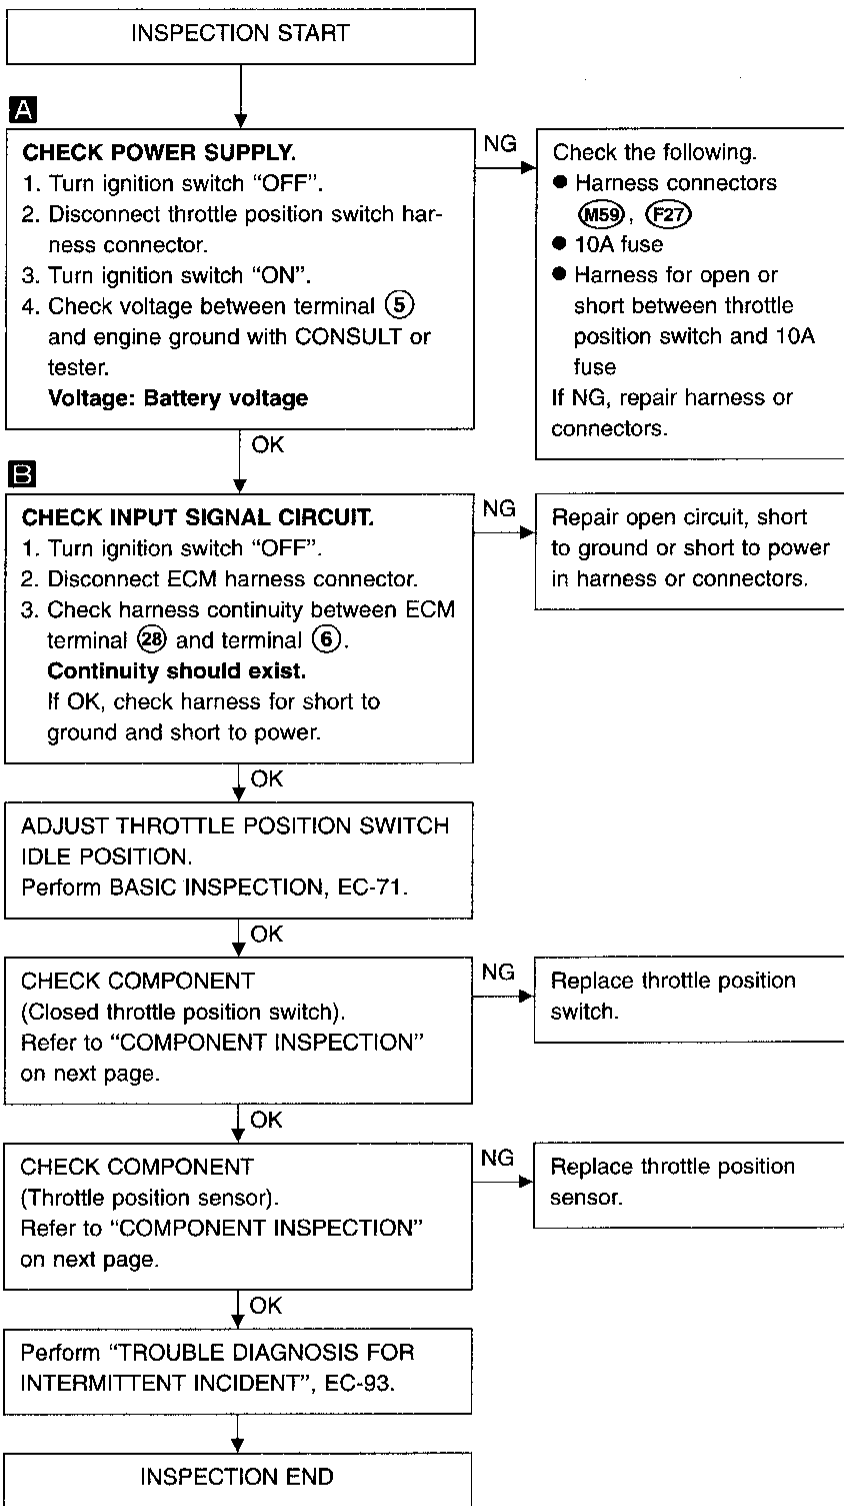 INSPECTION START
A
CHECK POWER SUPPLY.
1. Turn ignition switch “OFF”.
2. Disconnect throttle position switch har-
ness connector.
3. Turn ignition switch “ON”.
4. Check voltage between terminal 5
and engine ground with CONSULT or
tester.
Voltage: Battery voltage
NG
Check the following.
● Harness connectors
M59, F27
● 10A fuse
● Harness for open or
short between throttle
position switch and 10A
fuse
If NG, repair harness or
connectors.
OK
B
CHECK INPUT SIGNAL CIRCUIT.
1. Turn ignition switch “OFF”.
2. Disconnect ECM harness connector.
3. Check harness continuity between ECM
terminal 28 and terminal 6.
Continuity should exist.
If OK, check harness for short to
ground and short to power.
NG
Repair open circuit, short
to ground or short to power
in harness or connectors.
OK
ADJUST THROTTLE POSITION SWITCH
IDLE POSITION.
Perform BASIC INSPECTION, EC-71.
OK
CHECK COMPONENT
(Closed throttle position switch).
Refer to “COMPONENT INSPECTION”
on next page.
NG
Replace throttle position
switch.
OK
CHECK COMPONENT
(Throttle position sensor).
Refer to “COMPONENT INSPECTION”
on next page.
NG
Replace throttle position
sensor.
OK
Perform “TROUBLE DIAGNOSIS FOR
INTERMITTENT INCIDENT”, EC-93.
INSPECTION END